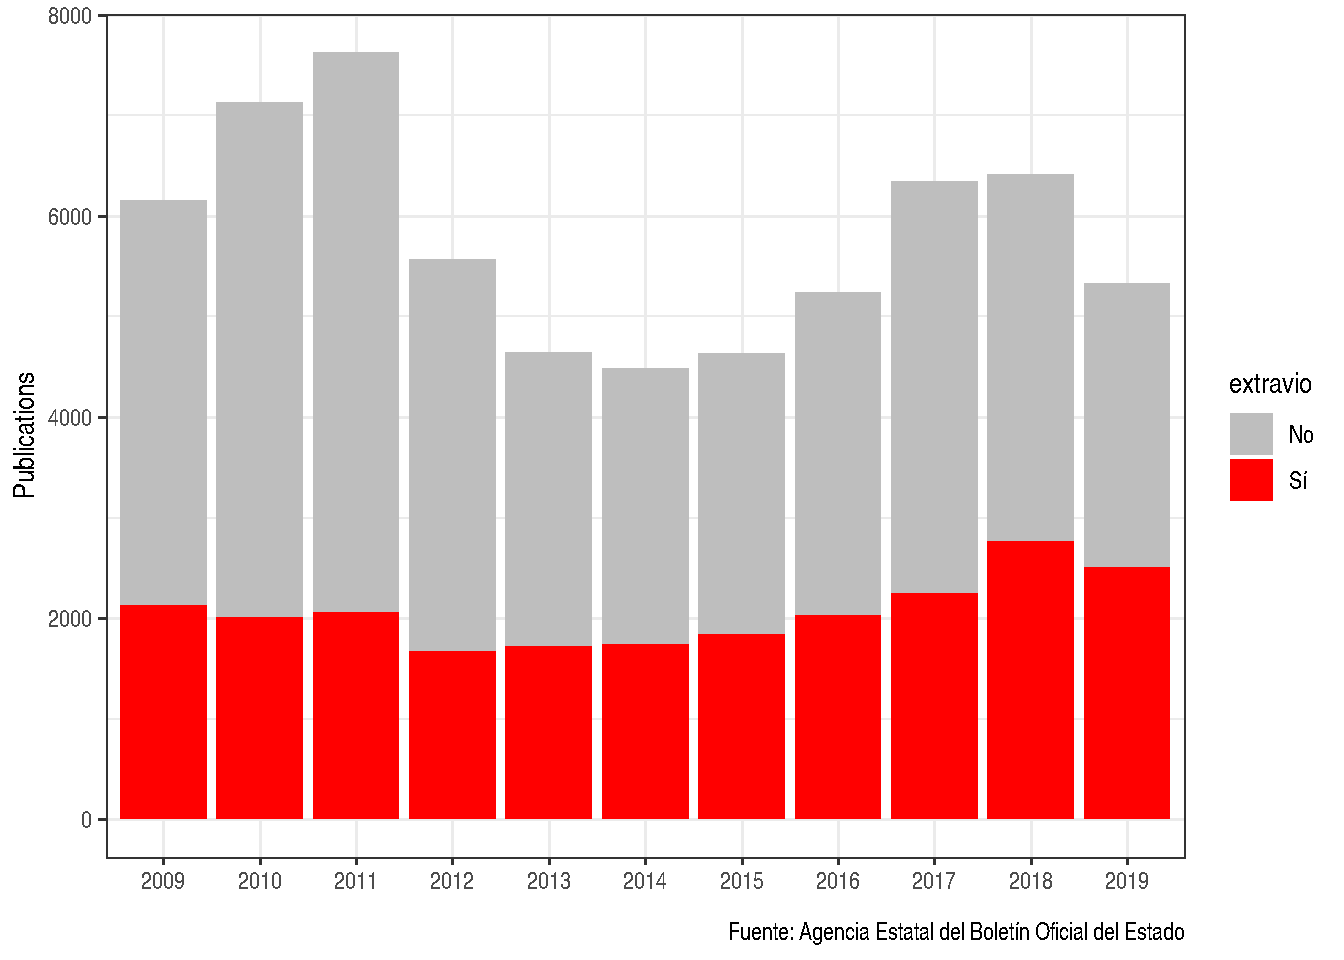 8000
6000
4000
2000
0
Publications
2009 2010 2011 2012 2013 2014 2015 2016 2017 2018 2019
extravio
No
Sí
Fuente: Agencia Estatal del Boletín Oficial del Estado